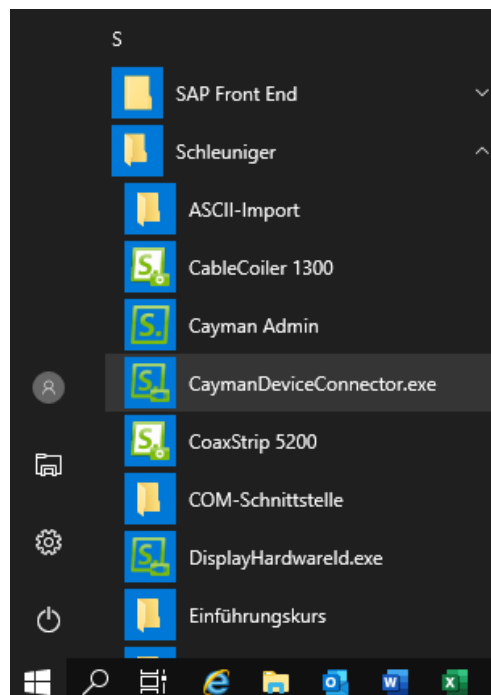 S
SAP Front End
Schleuniger
ASCII-Import
CableCoiler 1300
Cayman Admin
CaymanDeviceConnector.exe
CoaxStrip 5200
COM-Schnittstelle
DisplayHardwareId.exe
Einführungskurs